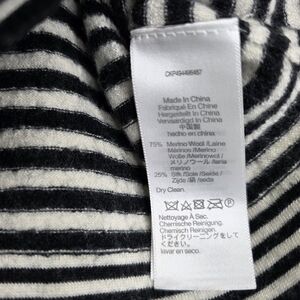 Made In China
Fabriqué En Chine
Hergestellt In China
Vervaardigd In China
中国製
hecho en china
75% Merino Wool /Laine
Mérinos /Merino
Wolle /Merinowol /
メリノウール /lana
merino
25% Silk /Soie /Seide /
Zijde /絹 /seda
Dry Clean.
Nettoyage À Sec.
Chemische Reinigung.
Chemisch Reinigen.
ドライクリーニングをして
ください.
lavar en seco.